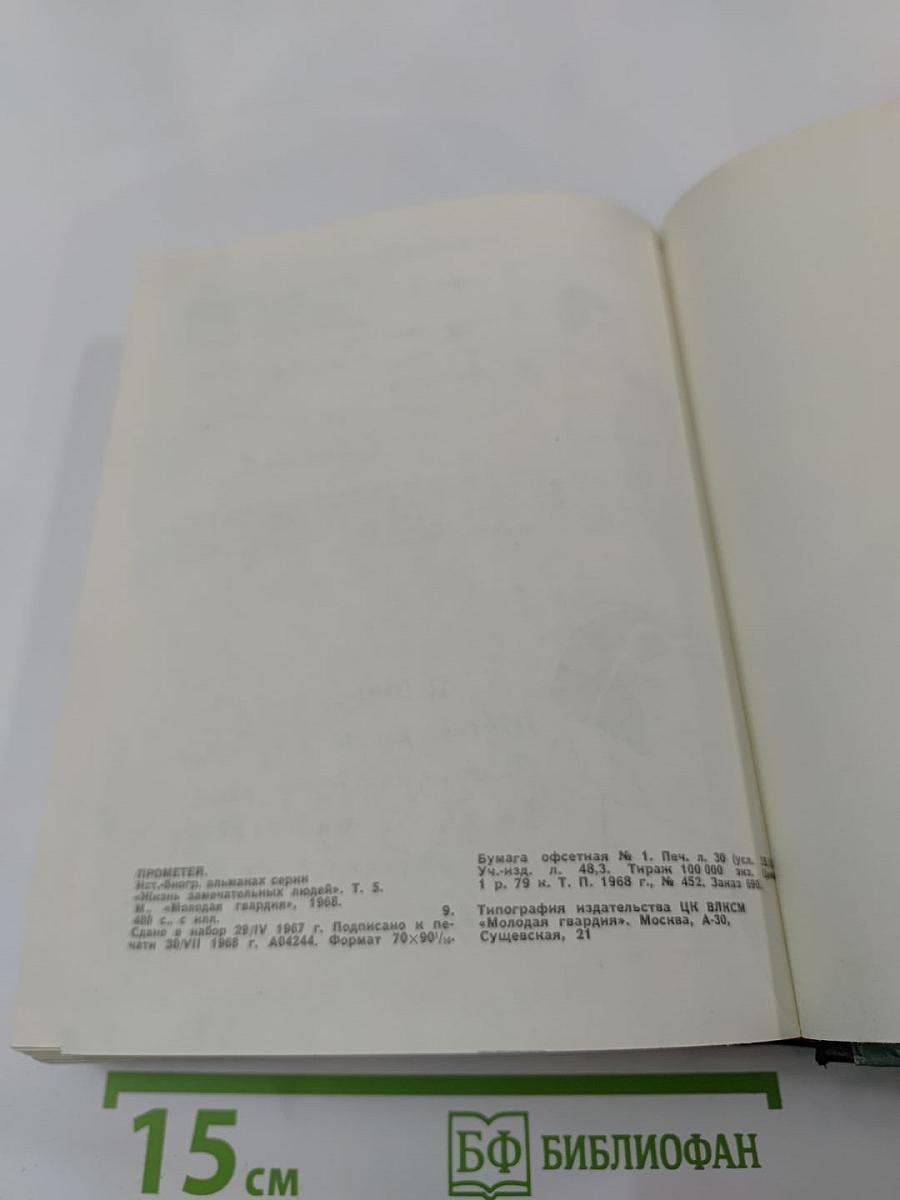 ПРОМЕТЕЙ.
Ист.-биогр. альманах серии
«Жизнь замечательных людей». Т. 5.
М., «Молодая гвардия», 1968.
480 с., с илл. 9.
Сдано в набор 29/IV 1967 г. Подписано к пе-
чати 30/VII 1968 г. А04244. Формат 70×90¹/₁₆.
Бумага офсетная № 1. Печ. л. 30 (усл.
Уч.-изд. л. 48,3. Тираж 100 000 экз.
1 р. 79 к. Т. П. 1968 г., № 452. Заказ 690.
Типография издательства ЦК ВЛКСМ
«Молодая гвардия». Москва, А-30,
Сущевская, 21
15 см
БФ БИБЛИОФАН